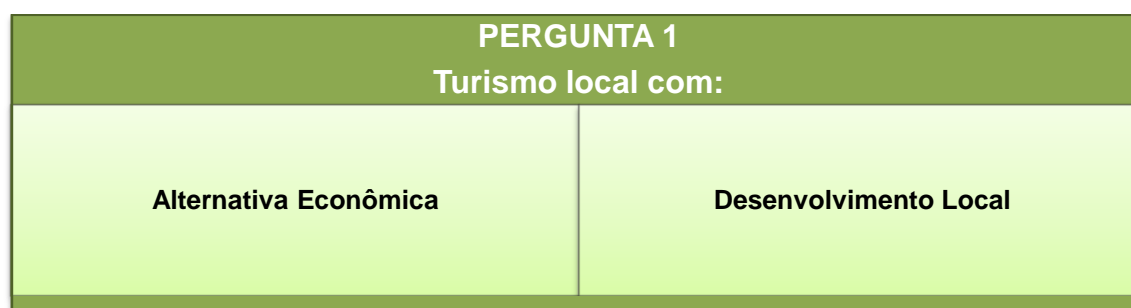 PERGUNTA 1
Turismo local com:
Alternativa Econômica
Desenvolvimento Local